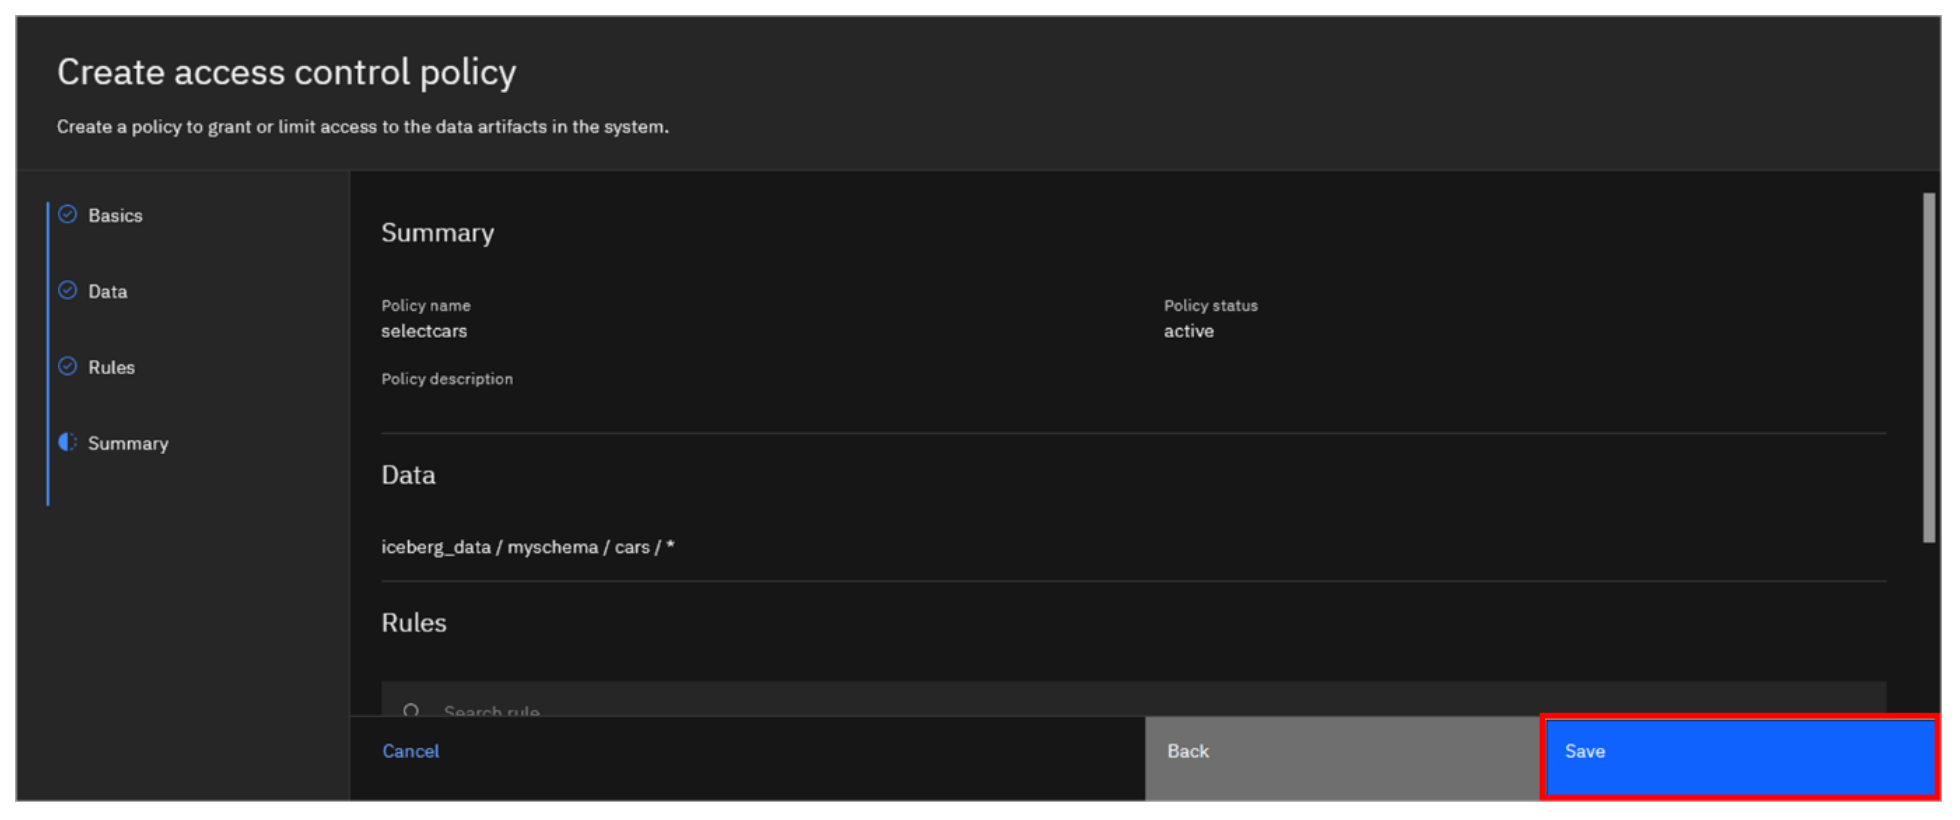 Create access control policy
Create a policy to grant or limit access to the data artifacts in the system.
Basics
Data
Rules
Summary
Summary
Policy name
selectcars
Policy status
active
Policy description
Data
iceberg_data / myschema / cars / *
Rules
Search rule
Cancel
Back
Save